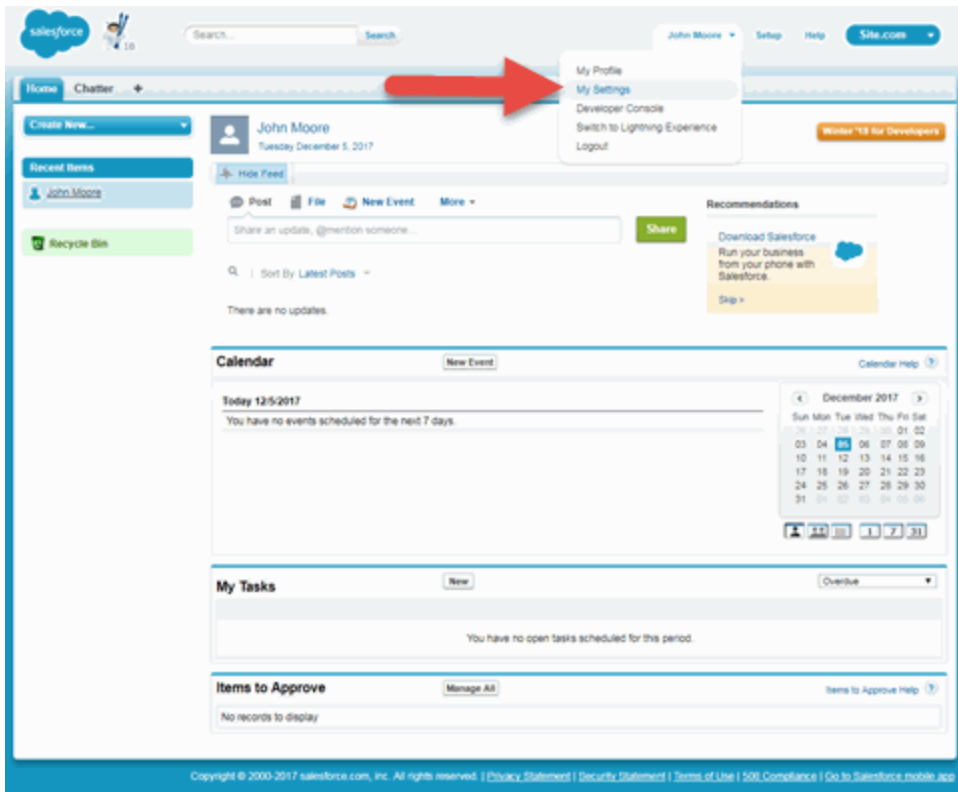 salesforce
18
Search...
Search
John Moore
Setup
Help
Site.com
My Profile
My Settings
Developer Console
Switch to Lightning Experience
Logout
Home
Chatter
+
Create New...
John Moore
Tuesday December 5, 2017
Winter '18 for Developers
Recent Items
John Moore
Recycle Bin
Hide Feed
Post
File
New Event
More
Share an update, @mention someone...
Share
Sort By Latest Posts
There are no updates.
Recommendations
Download Salesforce
Run your business
from your phone with
Salesforce.
Skip >
Calendar
New Event
Calendar Help ?
Today 12/5/2017
You have no events scheduled for the next 7 days.
December 2017
Sun Mon Tue Wed Thu Fri Sat
26 27 28 29 30 01 02
03 04 05 06 07 08 09
10 11 12 13 14 15 16
17 18 19 20 21 22 23
24 25 26 27 28 29 30
31 01 02 03 04 05 06
1 7 31
My Tasks
New
Overdue
You have no open tasks scheduled for this period.
Items to Approve
Manage All
Items to Approve Help ?
No records to display
Copyright © 2000-2017 salesforce.com, inc. All rights reserved. | Privacy Statement | Security Statement | Terms of Use | 508 Compliance | Go to Salesforce mobile app